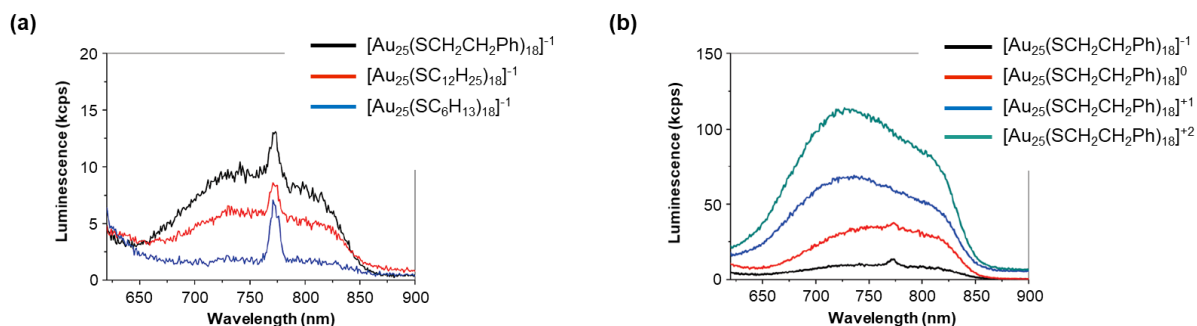 (a)
[Au25(SCH2CH2Ph)18]-1
[Au25(SC12H25)18]-1
[Au25(SC6H13)18]-1
Luminescence (kcps)
20
15
10
5
0
650 700 750 800 850 900
Wavelength (nm)
(b)
[Au25(SCH2CH2Ph)18]-1
[Au25(SCH2CH2Ph)18]0
[Au25(SCH2CH2Ph)18]+1
[Au25(SCH2CH2Ph)18]+2
Luminescence (kcps)
150
100
50
0
650 700 750 800 850 900
Wavelength (nm)